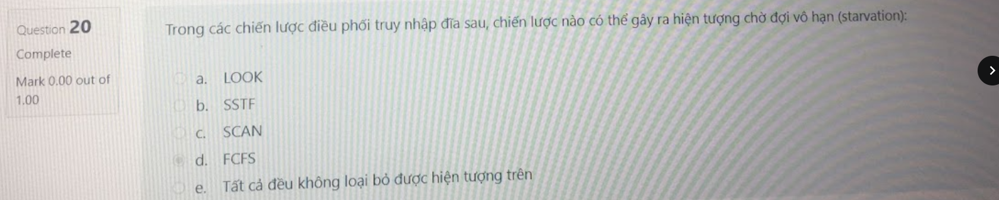 Question 20
Complete
Mark 0.00 out of
1.00
Trong các chiến lược điều phối truy nhập đĩa sau, chiến lược nào có thể gây ra hiện tượng chờ đợi vô hạn (starvation):
a. LOOK
b. SSTF
c. SCAN
d. FCFS
e. Tất cả đều không loại bỏ được hiện tượng trên